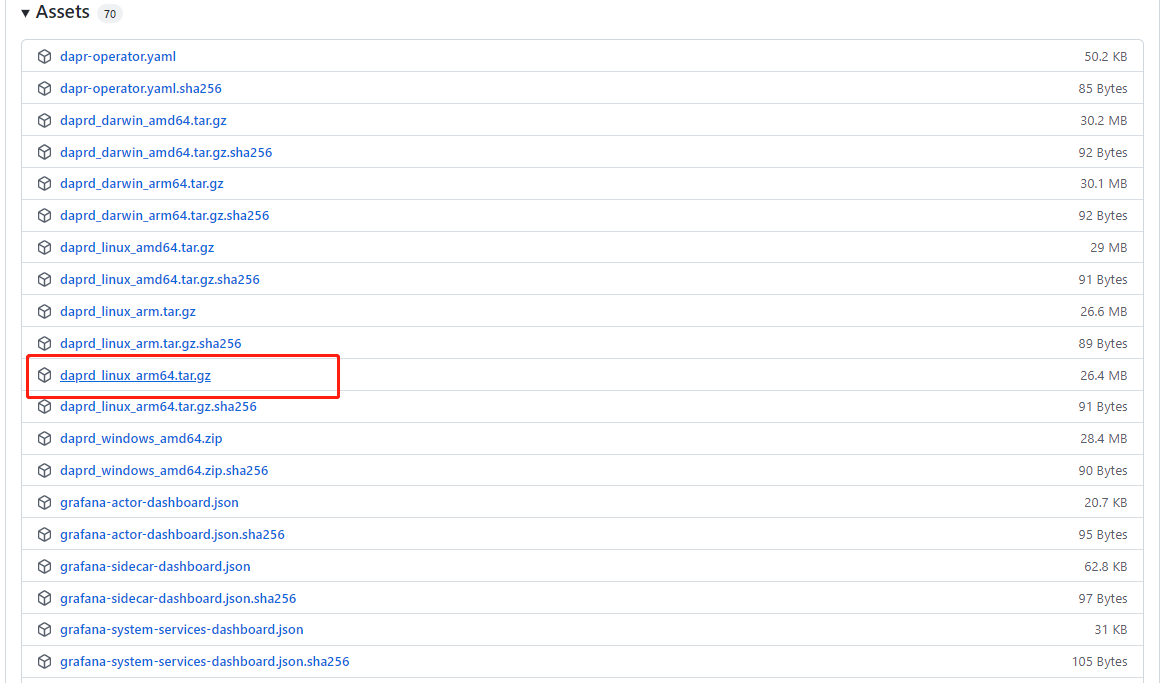 Assets 70
dapr-operator.yaml 50.2 KB
dapr-operator.yaml.sha256 85 Bytes
daprd_darwin_amd64.tar.gz 30.2 MB
daprd_darwin_amd64.tar.gz.sha256 92 Bytes
daprd_darwin_arm64.tar.gz 30.1 MB
daprd_darwin_arm64.tar.gz.sha256 92 Bytes
daprd_linux_amd64.tar.gz 29 MB
daprd_linux_amd64.tar.gz.sha256 91 Bytes
daprd_linux_arm.tar.gz 26.6 MB
daprd_linux_arm.tar.gz.sha256 89 Bytes
daprd_linux_arm64.tar.gz 26.4 MB
daprd_linux_arm64.tar.gz.sha256 91 Bytes
daprd_windows_amd64.zip 28.4 MB
daprd_windows_amd64.zip.sha256 90 Bytes
grafana-actor-dashboard.json 20.7 KB
grafana-actor-dashboard.json.sha256 95 Bytes
grafana-sidecar-dashboard.json 62.8 KB
grafana-sidecar-dashboard.json.sha256 97 Bytes
grafana-system-services-dashboard.json 31 KB
grafana-system-services-dashboard.json.sha256 105 Bytes